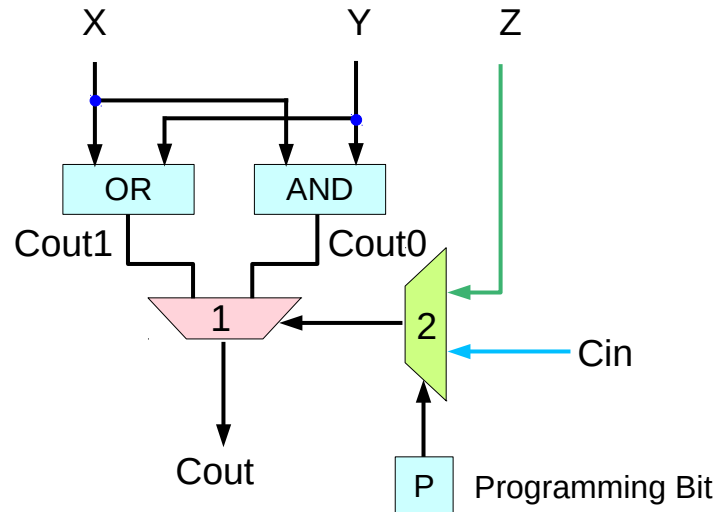 X Y Z
OR AND
Cout1 Cout0
1
2
Cin
Cout
P Programming Bit